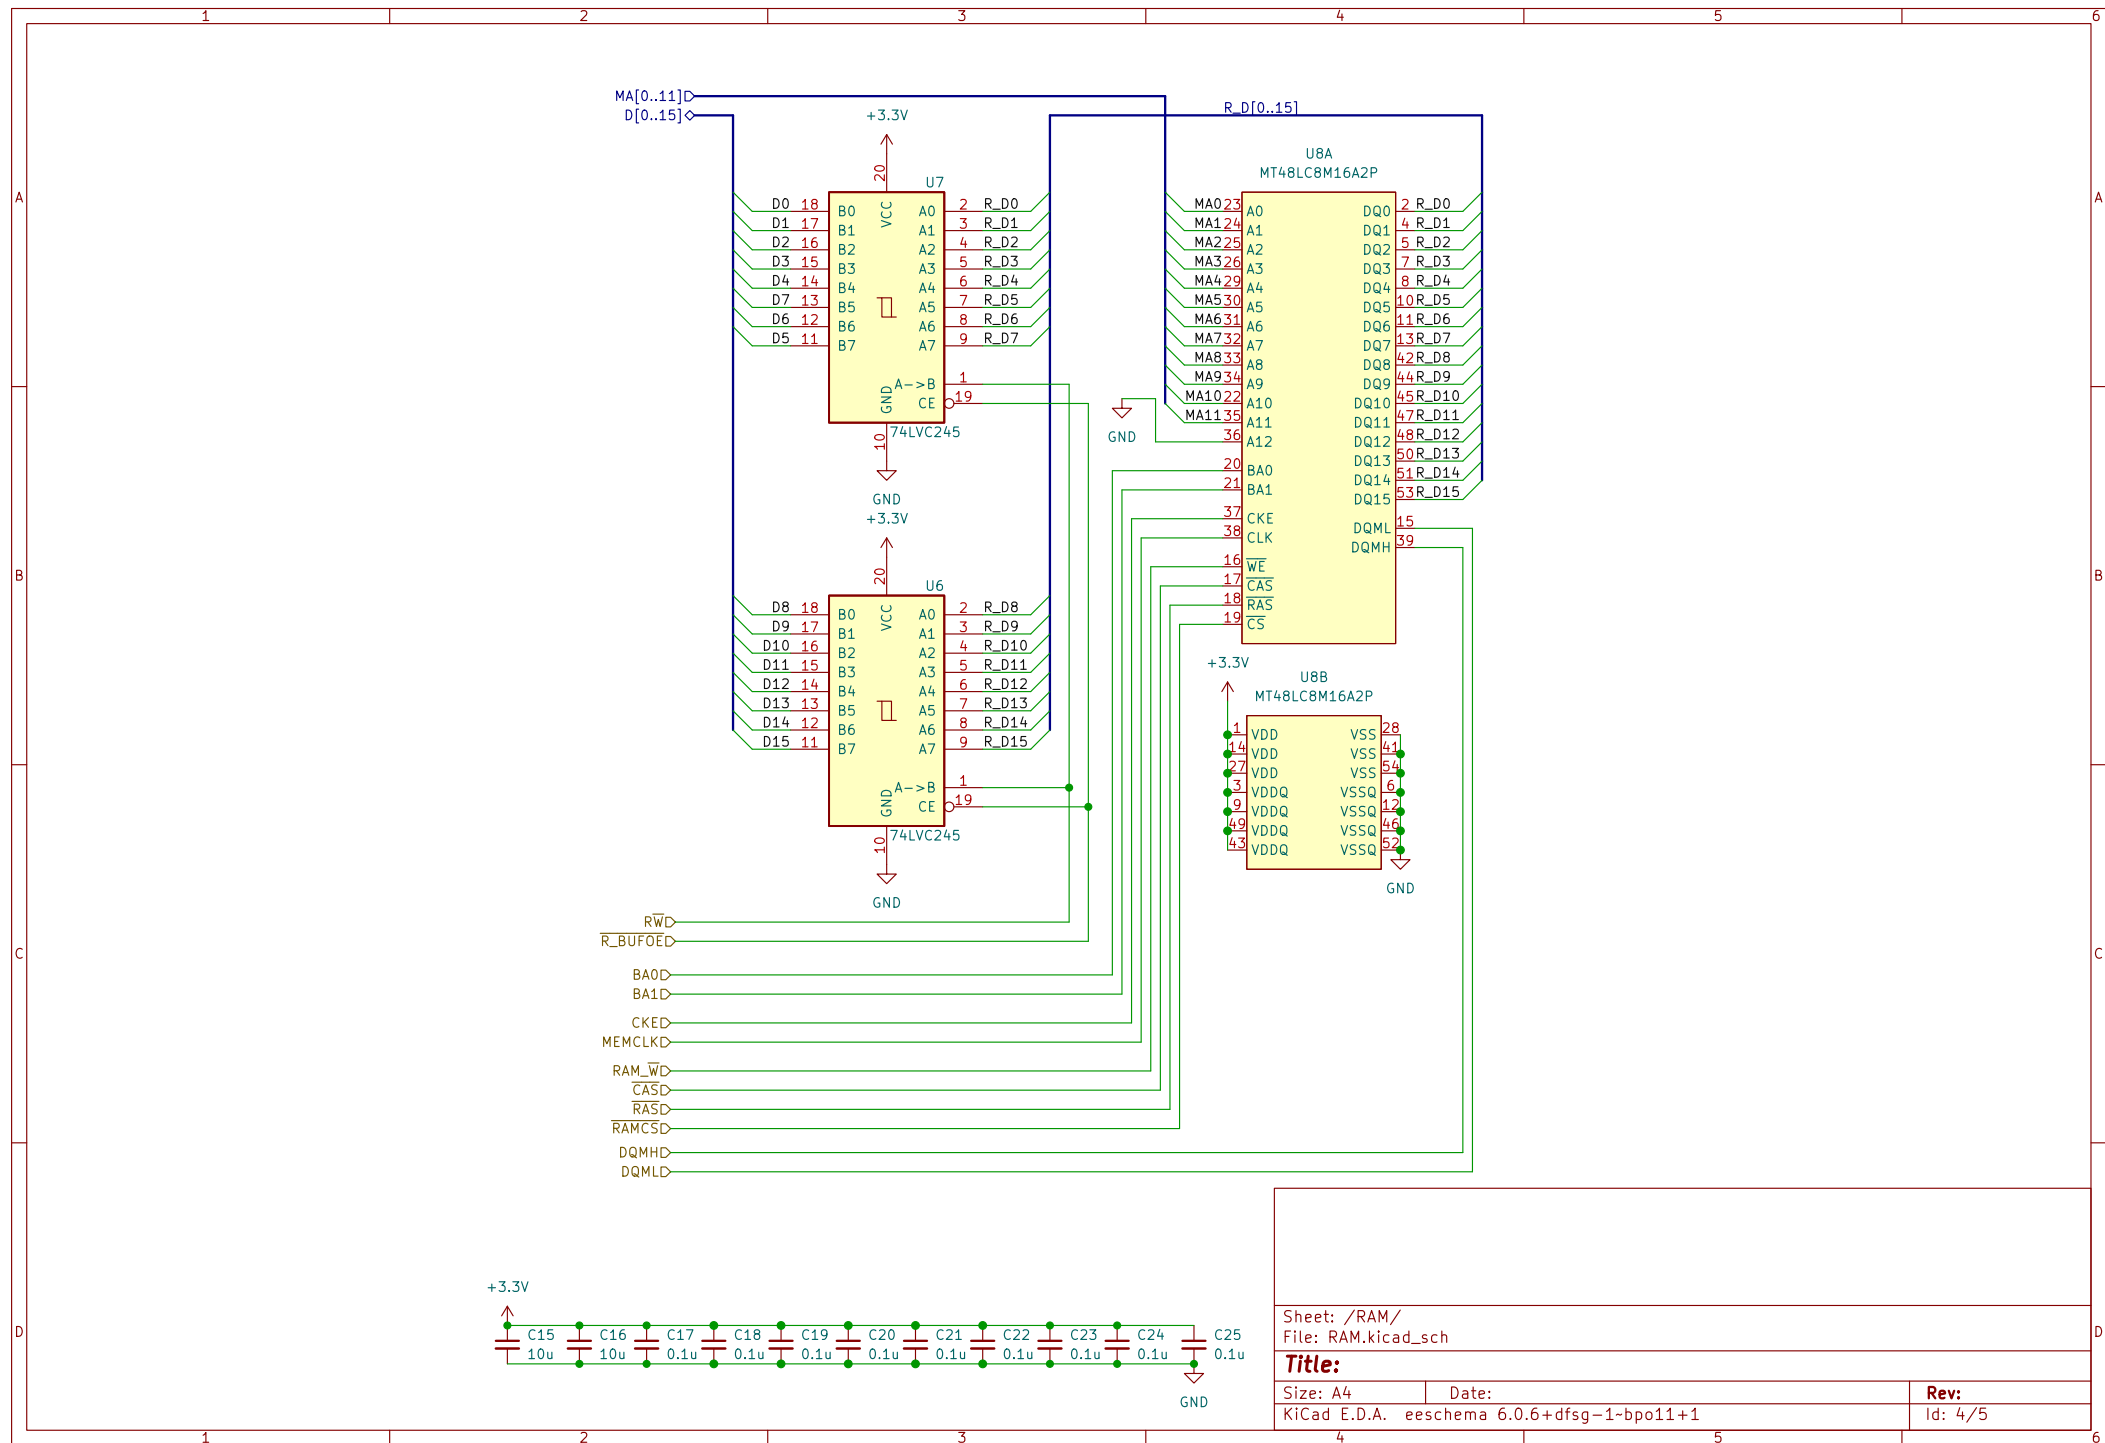 1 2 3 4 5 6
MA[0..11]
D[0..15]
+3.3V
R_D[0..15]
U8A
MT48LC8M16A2P
A A
20
U7
VCC
D0 18 B0 A0 2 R_D0
D1 17 B1 A1 3 R_D1
D2 16 B2 A2 4 R_D2
D3 15 B3 A3 5 R_D3
D4 14 B4 A4 6 R_D4
D7 13 B5 A5 7 R_D5
D6 12 B6 A6 8 R_D6
D5 11 B7 A7 9 R_D7
A->B 1
CE 19
GND
74LVC245
10
GND
MA0 23 A0 DQ0 2 R_D0
MA1 24 A1 DQ1 4 R_D1
MA2 25 A2 DQ2 5 R_D2
MA3 26 A3 DQ3 7 R_D3
MA4 29 A4 DQ4 8 R_D4
MA5 30 A5 DQ5 10 R_D5
MA6 31 A6 DQ6 11 R_D6
MA7 32 A7 DQ7 13 R_D7
MA8 33 A8 DQ8 42 R_D8
MA9 34 A9 DQ9 44 R_D9
MA10 22 A10 DQ10 45 R_D10
MA11 35 A11 DQ11 47 R_D11
GND 36 A12 DQ12 48 R_D12
DQ13 50 R_D13
20 BA0 DQ14 51 R_D14
21 BA1 DQ15 53 R_D15
37 CKE DQML 15
38 CLK DQMH 39
16 WE
17 CAS
18 RAS
19 CS
+3.3V
B B
20
U6
VCC
D8 18 B0 A0 2 R_D8
D9 17 B1 A1 3 R_D9
D10 16 B2 A2 4 R_D10
D11 15 B3 A3 5 R_D11
D12 14 B4 A4 6 R_D12
D13 13 B5 A5 7 R_D13
D14 12 B6 A6 8 R_D14
D15 11 B7 A7 9 R_D15
A->B 1
CE 19
GND
74LVC245
10
GND
+3.3V
U8B
MT48LC8M16A2P
1 VDD VSS 28
14 VDD VSS 41
27 VDD VSS 54
3 VDDQ VSSQ 6
9 VDDQ VSSQ 12
49 VDDQ VSSQ 46
43 VDDQ VSSQ 52
GND
RW
R_BUFOE
C C
BA0
BA1
CKE
MEMCLK
RAM_W
CAS
RAS
RAMCS
DQMH
DQML
+3.3V
D D
C15 C16 C17 C18 C19 C20 C21 C22 C23 C24 C25
10u 10u 0.1u 0.1u 0.1u 0.1u 0.1u 0.1u 0.1u 0.1u 0.1u
GND
Sheet: /RAM/
File: RAM.kicad_sch
Title:
Size: A4 Date: Rev:
KiCad E.D.A. eeschema 6.0.6+dfsg-1~bpo11+1 Id: 4/5
1 2 3 4 5 6